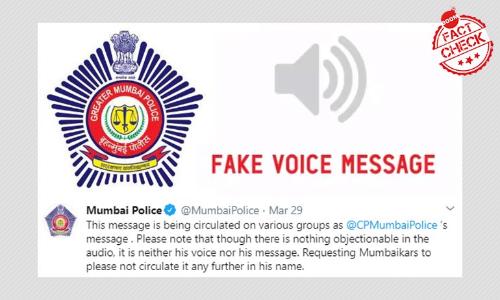 BOOM
FACT
CHECK
GREATER MUMBAI POLICE
बृहन्मुंबई पोलीस
FAKE VOICE MESSAGE
Mumbai Police @MumbaiPolice · Mar 29
This message is being circulated on various groups as @CPMumbaiPolice 's
message . Please note that though there is nothing objectionable in the
audio, it is neither his voice nor his message. Requesting Mumbaikars to
please not circulate it any further in his name.